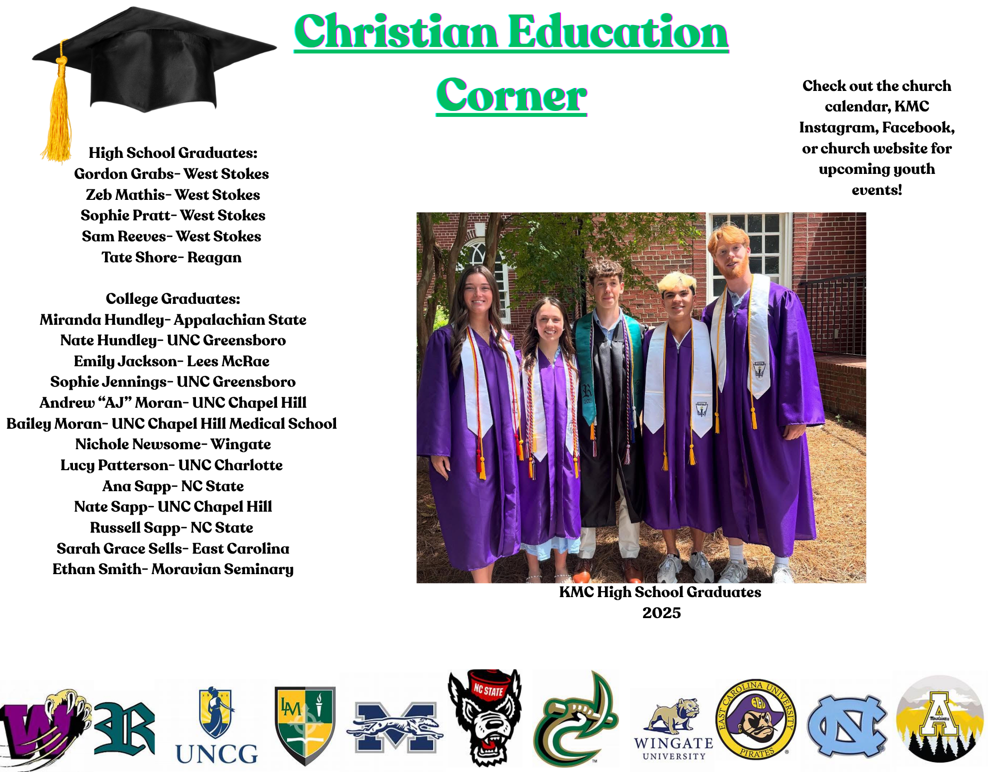 Christian Education
Corner
Check out the church
calendar, KMC
Instagram, Facebook,
or church website for
upcoming youth
events!
High School Graduates:
Gordon Grabs- West Stokes
Zeb Mathis- West Stokes
Sophie Pratt- West Stokes
Sam Reeves- West Stokes
Tate Shore- Reagan
College Graduates:
Miranda Hundley- Appalachian State
Nate Hundley- UNC Greensboro
Emily Jackson- Lees McRae
Sophie Jennings- UNC Greensboro
Andrew “AJ” Moran- UNC Chapel Hill
Bailey Moran- UNC Chapel Hill Medical School
Nichole Newsome- Wingate
Lucy Patterson- UNC Charlotte
Ana Sapp- NC State
Nate Sapp- UNC Chapel Hill
Russell Sapp- NC State
Sarah Grace Sells- East Carolina
Ethan Smith- Moravian Seminary
R
2025
KMC High School Graduates
2025
W
R
1891
UNCG
LM
M
NC STATE
C
TM
WINGATE
UNIVERSITY
EAST CAROLINA UNIVERSITY
ECU
PIRATES
®
NC
A
Mountaineers